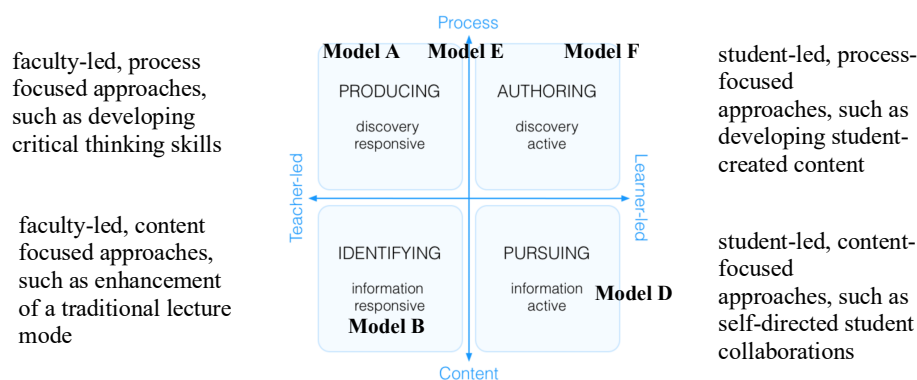 Process
Model A
Model E
Model F
faculty-led, process
focused approaches,
such as developing
critical thinking skills
PRODUCING
discovery
responsive
AUTHORING
discovery
active
student-led, process-
focused
approaches, such as
developing student-
created content
Teacher-led
Learner-led
faculty-led, content
focused approaches,
such as enhancement
of a traditional lecture
mode
IDENTIFYING
information
responsive
Model B
PURSUING
information
active
Model D
student-led, content-
focused
approaches, such as
self-directed student
collaborations
Content